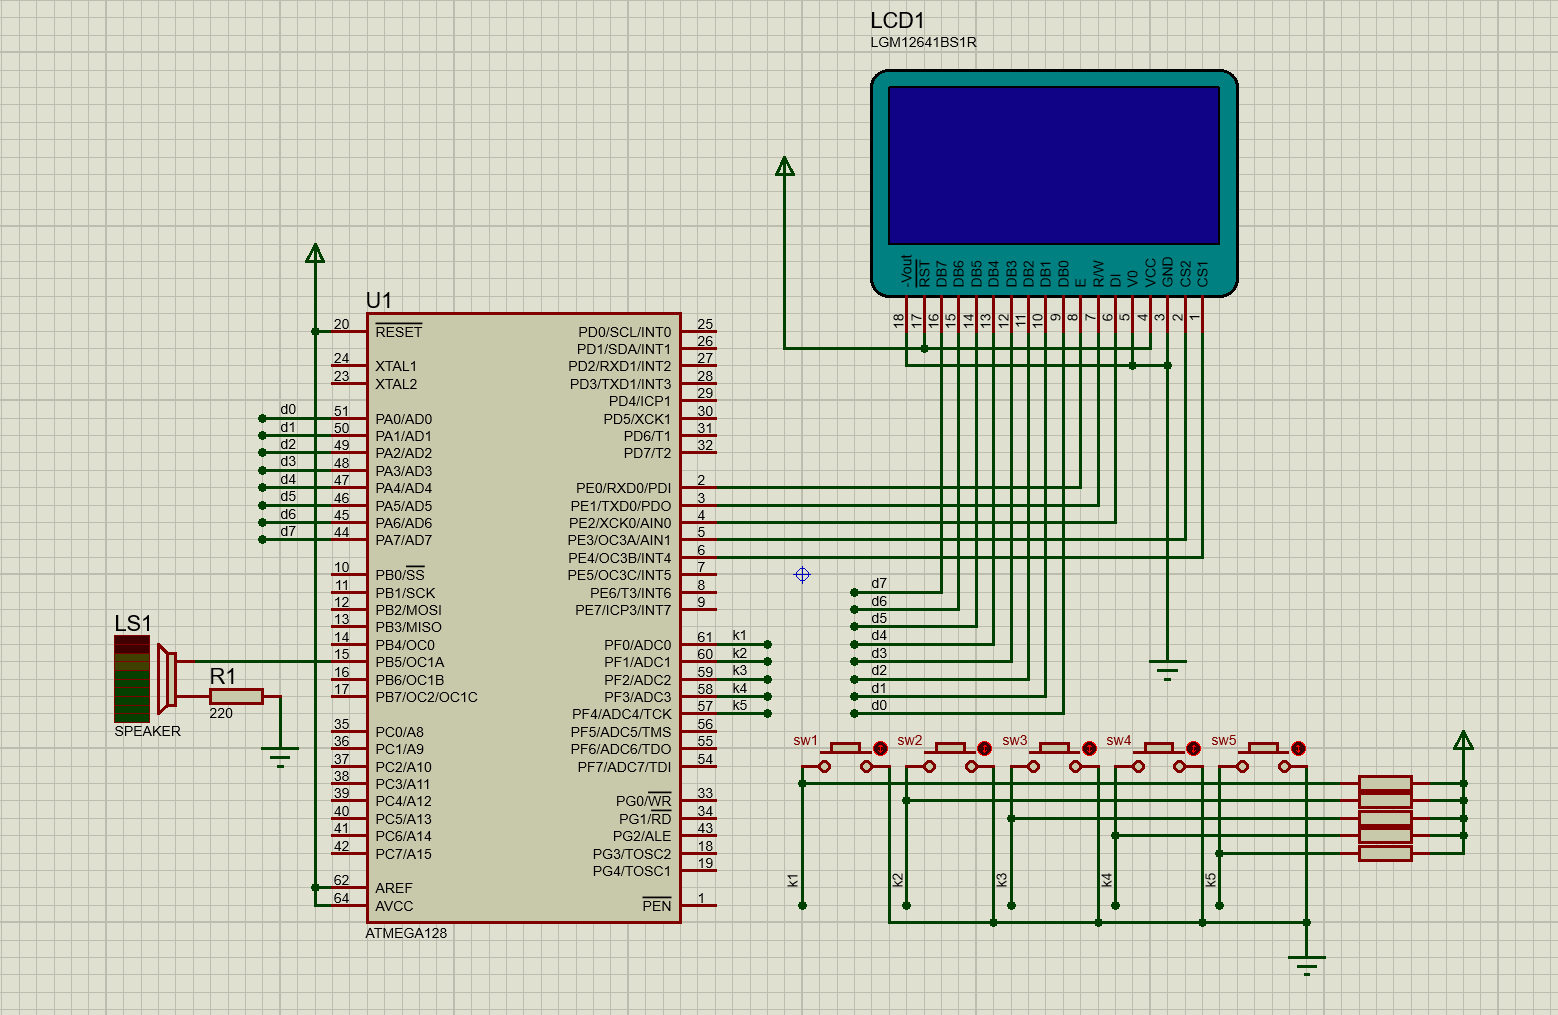 LCD1
LGM12641BS1R
-Vout
RST
DB7
DB6
DB5
DB4
DB3
DB2
DB1
DB0
E
R/W
DI
V0
VCC
GND
CS2
CS1
18
17
16
15
14
13
12
11
10
9
8
7
6
5
4
3
2
1
U1
20 RESET
24 XTAL1
23 XTAL2
d0 51 PA0/AD0
d1 50 PA1/AD1
d2 49 PA2/AD2
d3 48 PA3/AD3
d4 47 PA4/AD4
d5 46 PA5/AD5
d6 45 PA6/AD6
d7 44 PA7/AD7
10 PB0/SS
11 PB1/SCK
12 PB2/MOSI
13 PB3/MISO
14 PB4/OC0
15 PB5/OC1A
16 PB6/OC1B
17 PB7/OC2/OC1C
35 PC0/A8
36 PC1/A9
37 PC2/A10
38 PC3/A11
39 PC4/A12
40 PC5/A13
41 PC6/A14
42 PC7/A15
62 AREF
64 AVCC
PD0/SCL/INT0 25
PD1/SDA/INT1 26
PD2/RXD1/INT2 27
PD3/TXD1/INT3 28
PD4/ICP1 29
PD5/XCK1 30
PD6/T1 31
PD7/T2 32
PE0/RXD0/PDI 2
PE1/TXD0/PDO 3
PE2/XCK0/AIN0 4
PE3/OC3A/AIN1 5
PE4/OC3B/INT4 6
PE5/OC3C/INT5 7
PE6/T3/INT6 8
PE7/ICP3/INT7 9
PF0/ADC0 61 k1
PF1/ADC1 60 k2
PF2/ADC2 59 k3
PF3/ADC3 58 k4
PF4/ADC4/TCK 57 k5
PF5/ADC5/TMS 56
PF6/ADC6/TDO 55
PF7/ADC7/TDI 54
PG0/WR 33
PG1/RD 34
PG2/ALE 43
PG3/TOSC2 18
PG4/TOSC1 19
PEN 1
ATMEGA128
LS1
SPEAKER
R1
220
d7
d6
d5
d4
d3
d2
d1
d0
sw1
sw2
sw3
sw4
sw5
k1
k2
k3
k4
k5